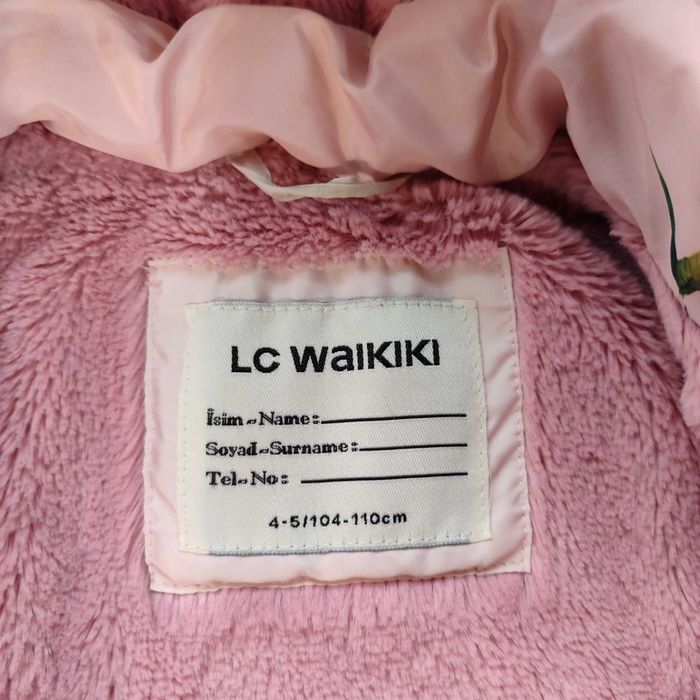 LC WAIKIKI
İsim-Name:
Soyad-Surname:
Tel-No:
4-5/104-110cm